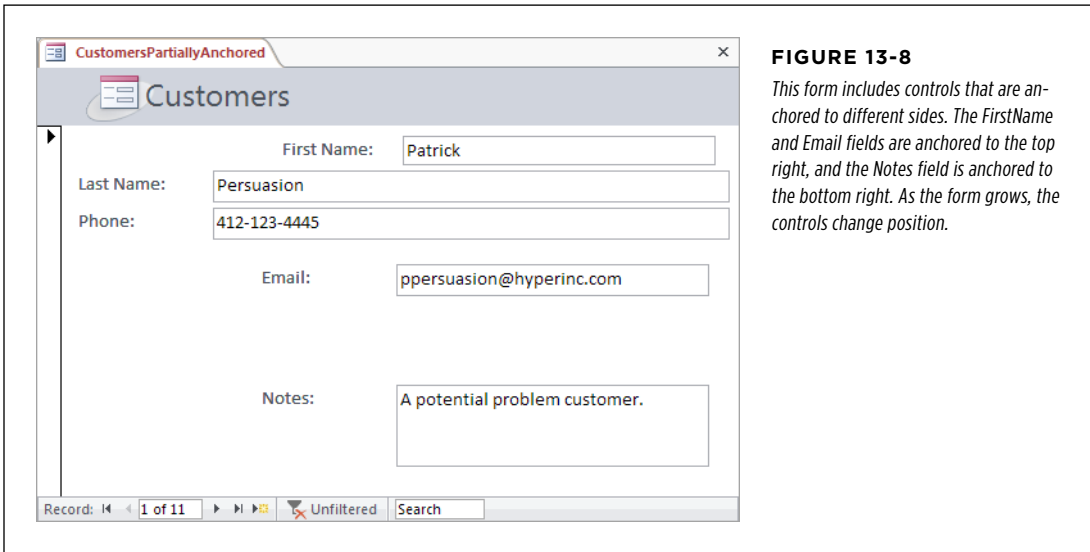 CustomersPartiallyAnchored
Customers
First Name: Patrick
Last Name: Persuasion
Phone: 412-123-4445
Email: ppersuasion@hyperinc.com
Notes: A potential problem customer.
Record: 1 of 11 Unfiltered Search
FIGURE 13-8
This form includes controls that are an-
chored to different sides. The FirstName
and Email fields are anchored to the top
right, and the Notes field is anchored to
the bottom right. As the form grows, the
controls change position.